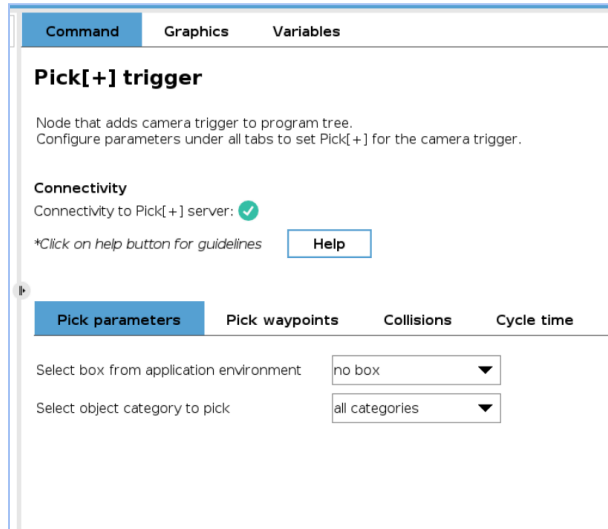 Command Graphics Variables
Pick[+] trigger
Node that adds camera trigger to program tree.
Configure parameters under all tabs to set Pick[+] for the camera trigger.
Connectivity
Connectivity to Pick[+] server:
*Click on help button for guidelines Help
Pick parameters Pick waypoints Collisions Cycle time
Select box from application environment no box
Select object category to pick all categories